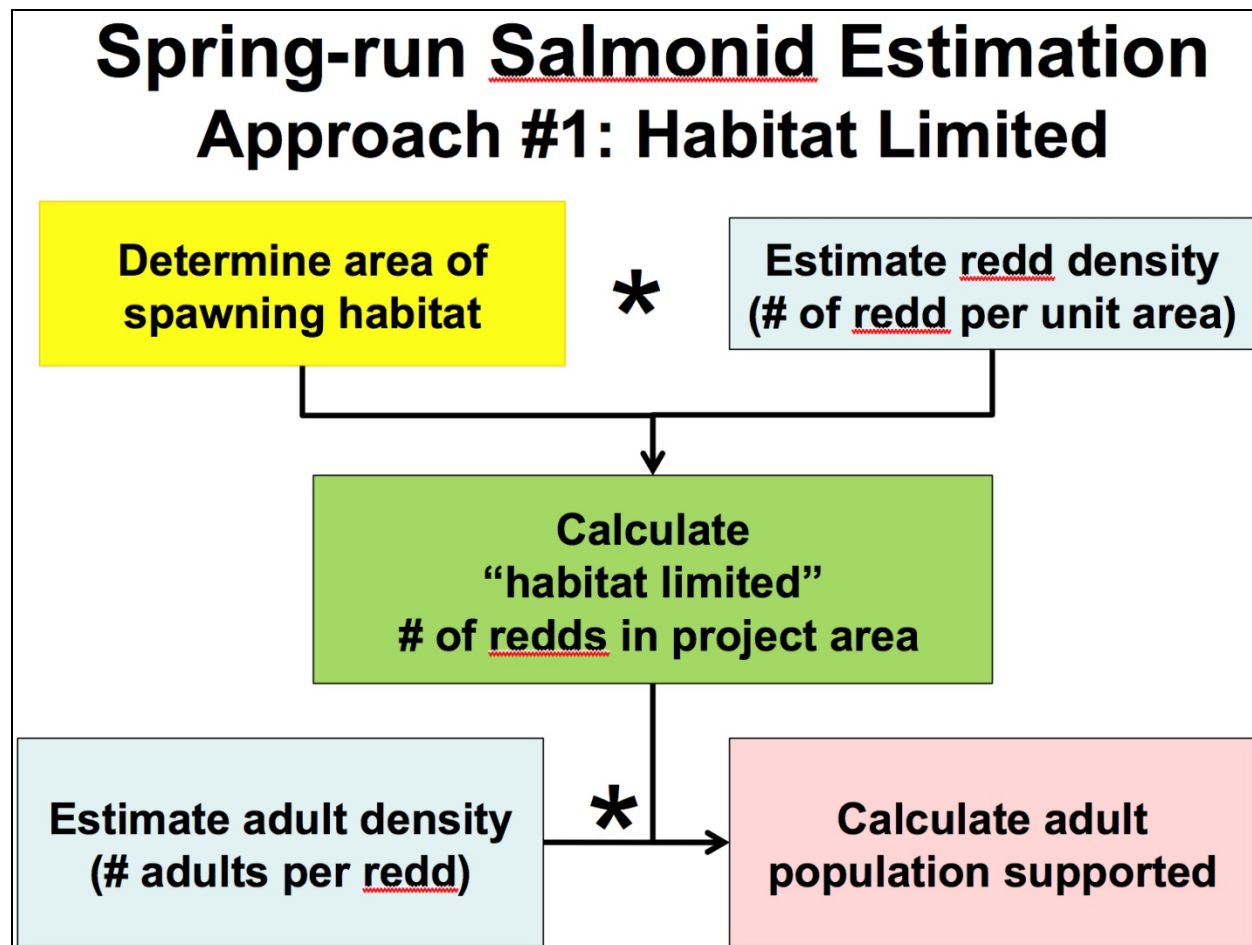 Spring-run Salmonid Estimation
Approach #1: Habitat Limited
Determine area of
spawning habitat
*
Estimate redd density
(# of redd per unit area)
Calculate
“habitat limited”
# of redds in project area
Estimate adult density
(# adults per redd)
*
Calculate adult
population supported